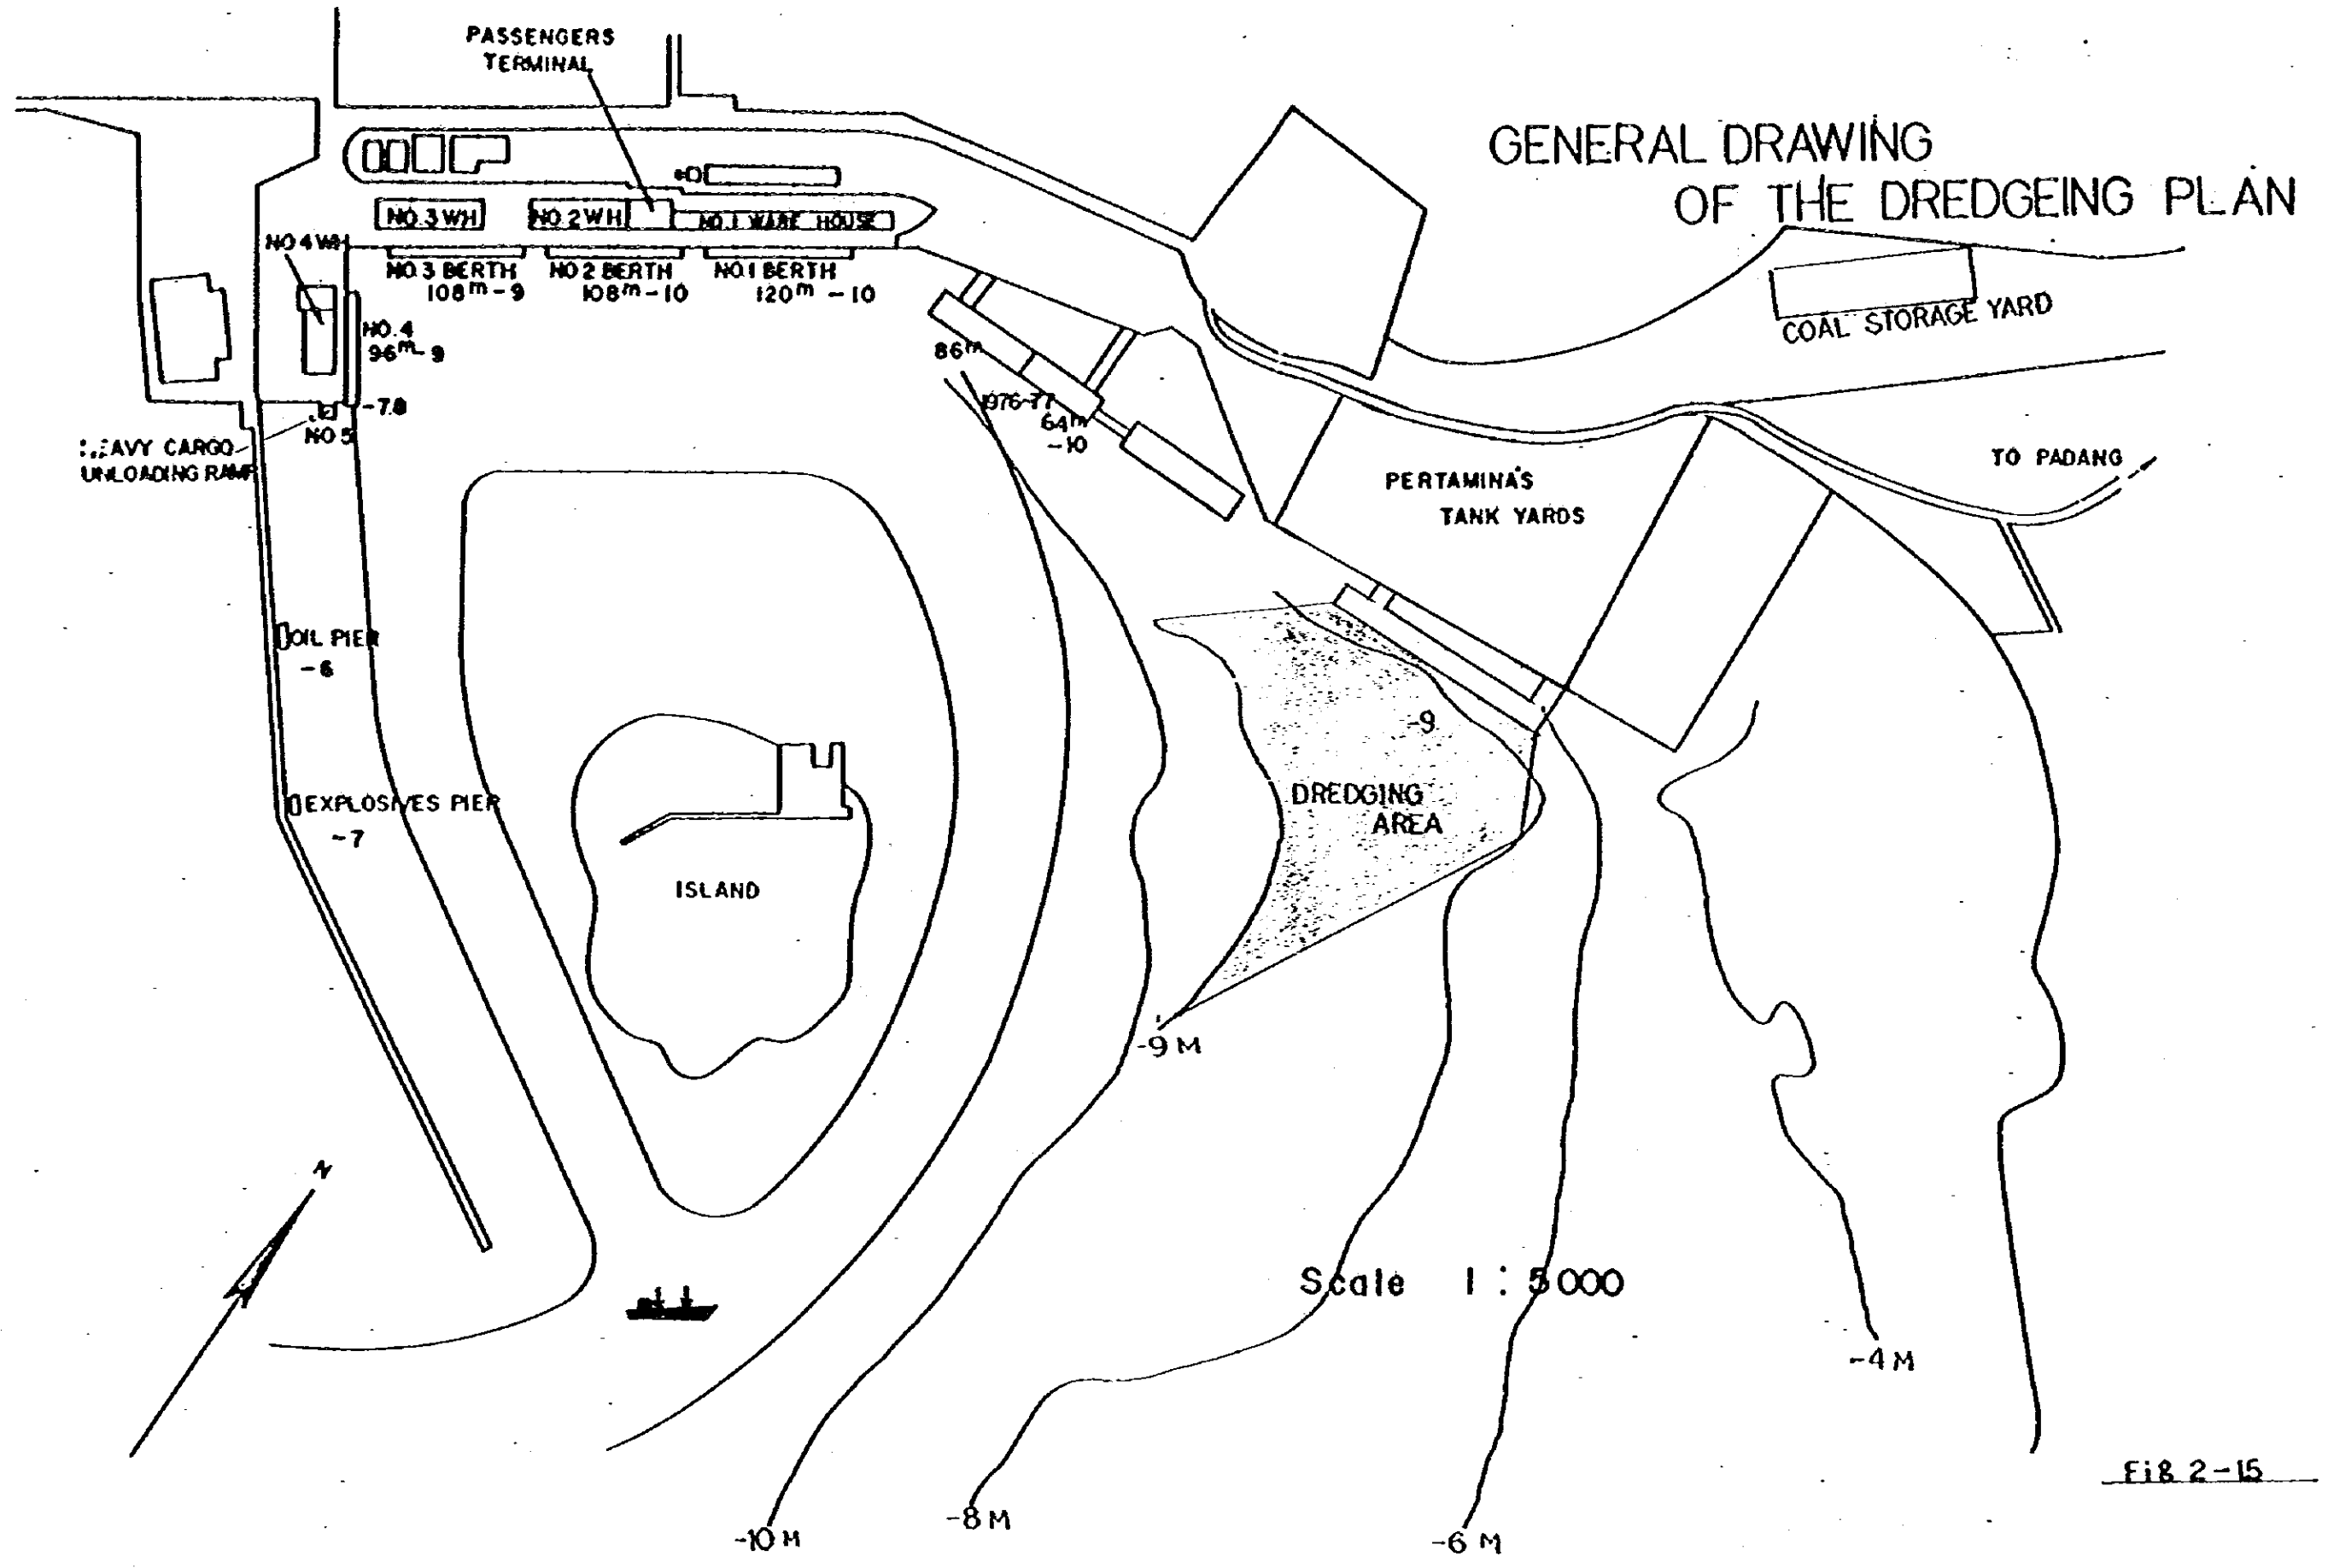 PASSENGERS
TERMINAL
GENERAL DRAWING
OF THE DREDGEING PLAN
NO.3 WH
NO.2 WH
NO.1 WARE HOUSE
NO 4 WH
NO.3 BERTH
108m-9
NO 2 BERTH
108m-10
NO.1 BERTH
120m -10
COAL STORAGE YARD
NO.4
96m-9
86m
1976-77
64m
-10
-7.8
NO 5
HEAVY CARGO
UNLOADING RAMP
TO PADANG
PERTAMINA'S
TANK YARDS
OIL PIER
-6
-9
DREDGING
AREA
EXPLOSIVES PIER
-7
ISLAND
-9 M
N
Scale 1 : 5000
-4 M
Fig 2-15
-8 M
-10 M
-6 M